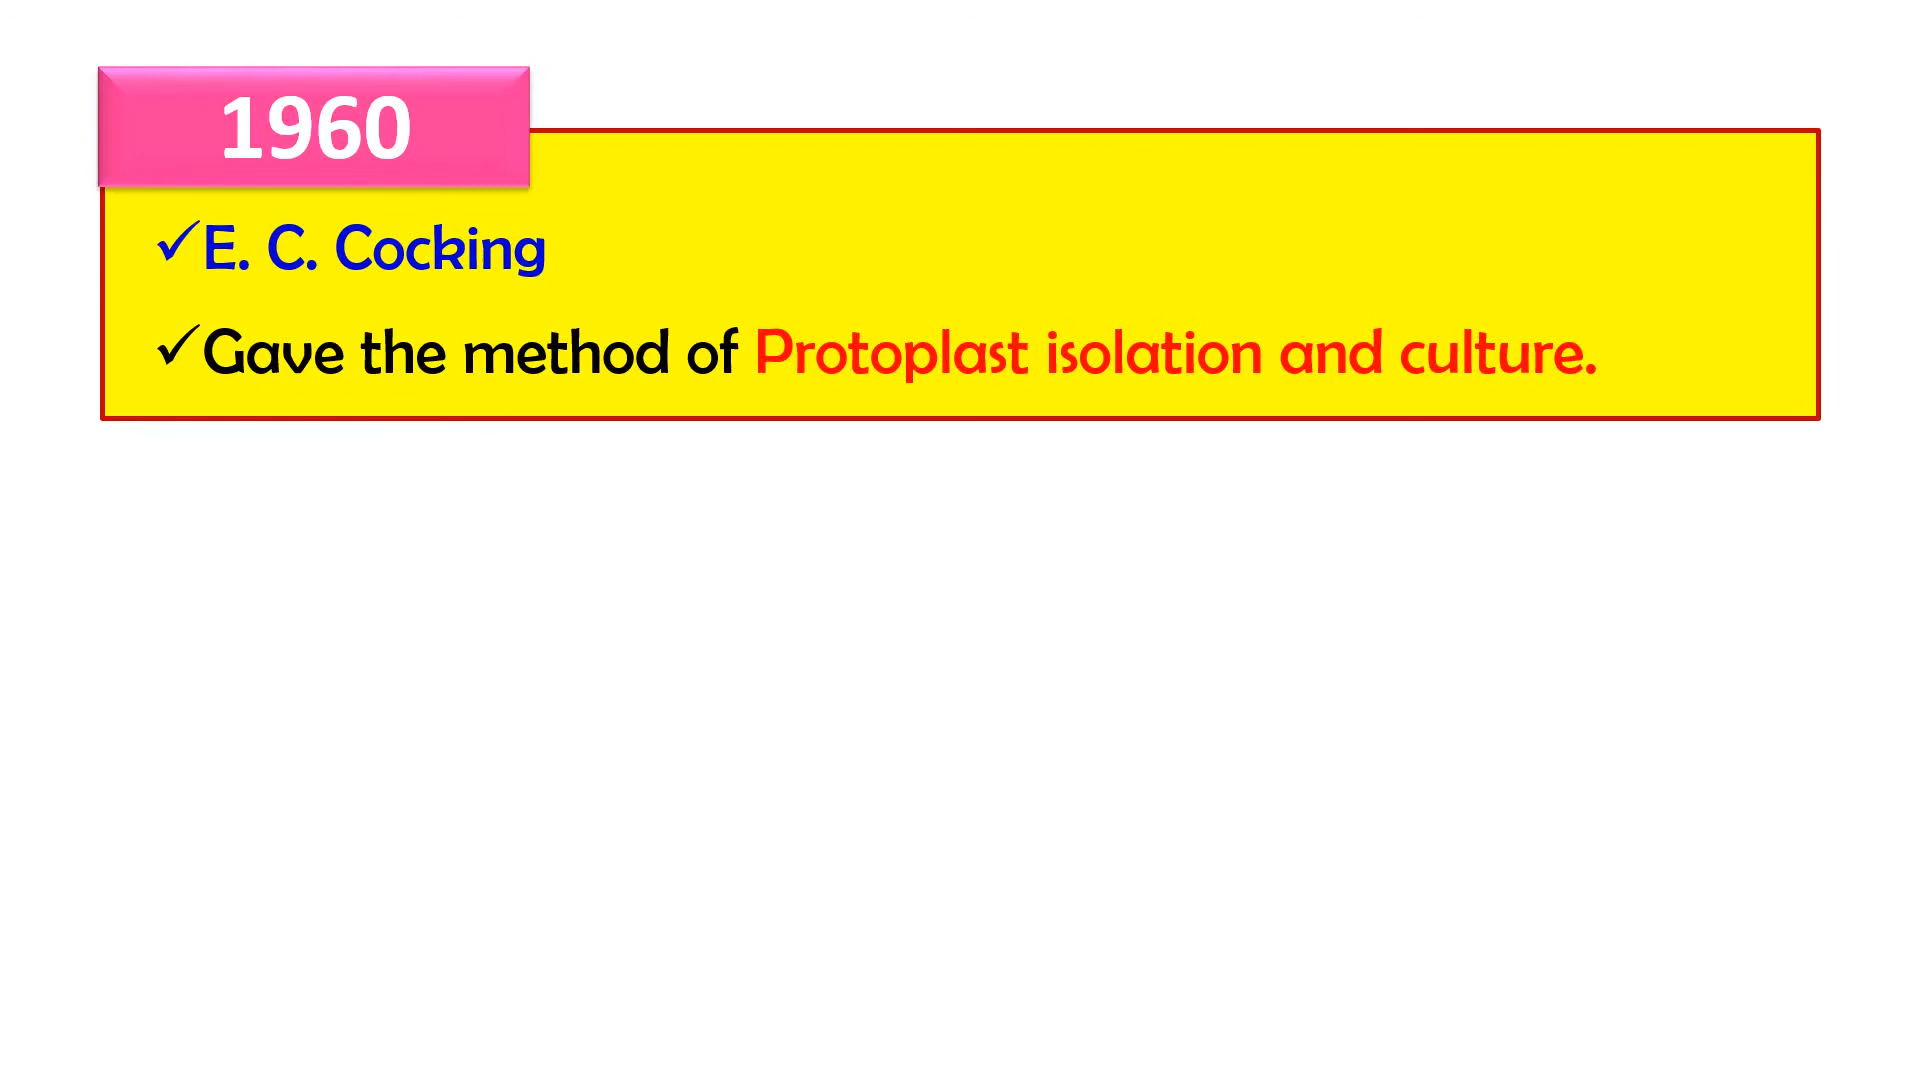 1960
✓E. C. Cocking
✓Gave the method of Protoplast isolation and culture.